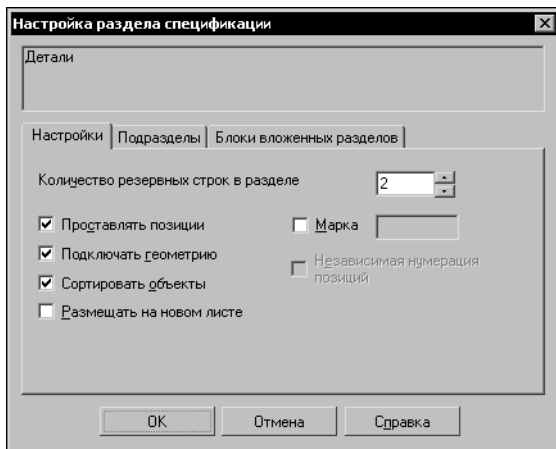 Настройка раздела спецификации
Детали
Настройки Подразделы Блоки вложенных разделов
Количество резервных строк в разделе 2
Проставлять позиции Марка
Подключать геометрию Независимая нумерация
позиций
Сортировать объекты
Размещать на новом листе
OK Отмена Справка